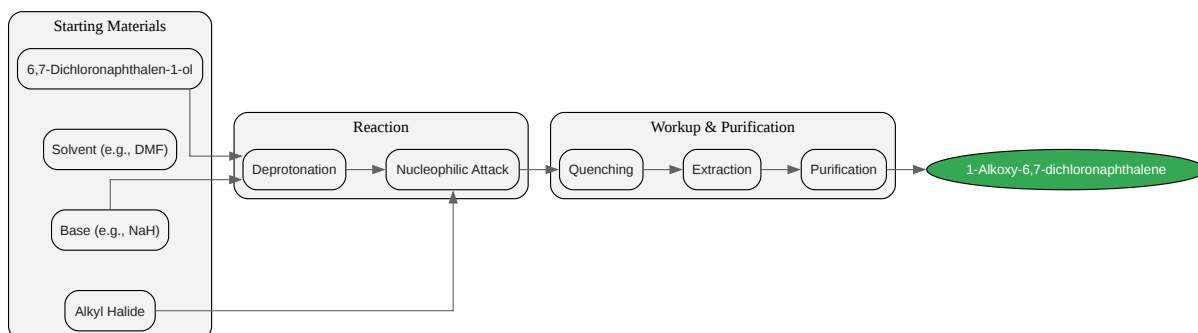 Starting Materials
6,7-Dichloronaphthalen-1-ol
Solvent (e.g., DMF)
Base (e.g., NaH)
Alkyl Halide
Reaction
Deprotonation
Nucleophilic Attack
Workup & Purification
Quenching
Extraction
Purification
1-Alkoxy-6,7-dichloronaphthalene